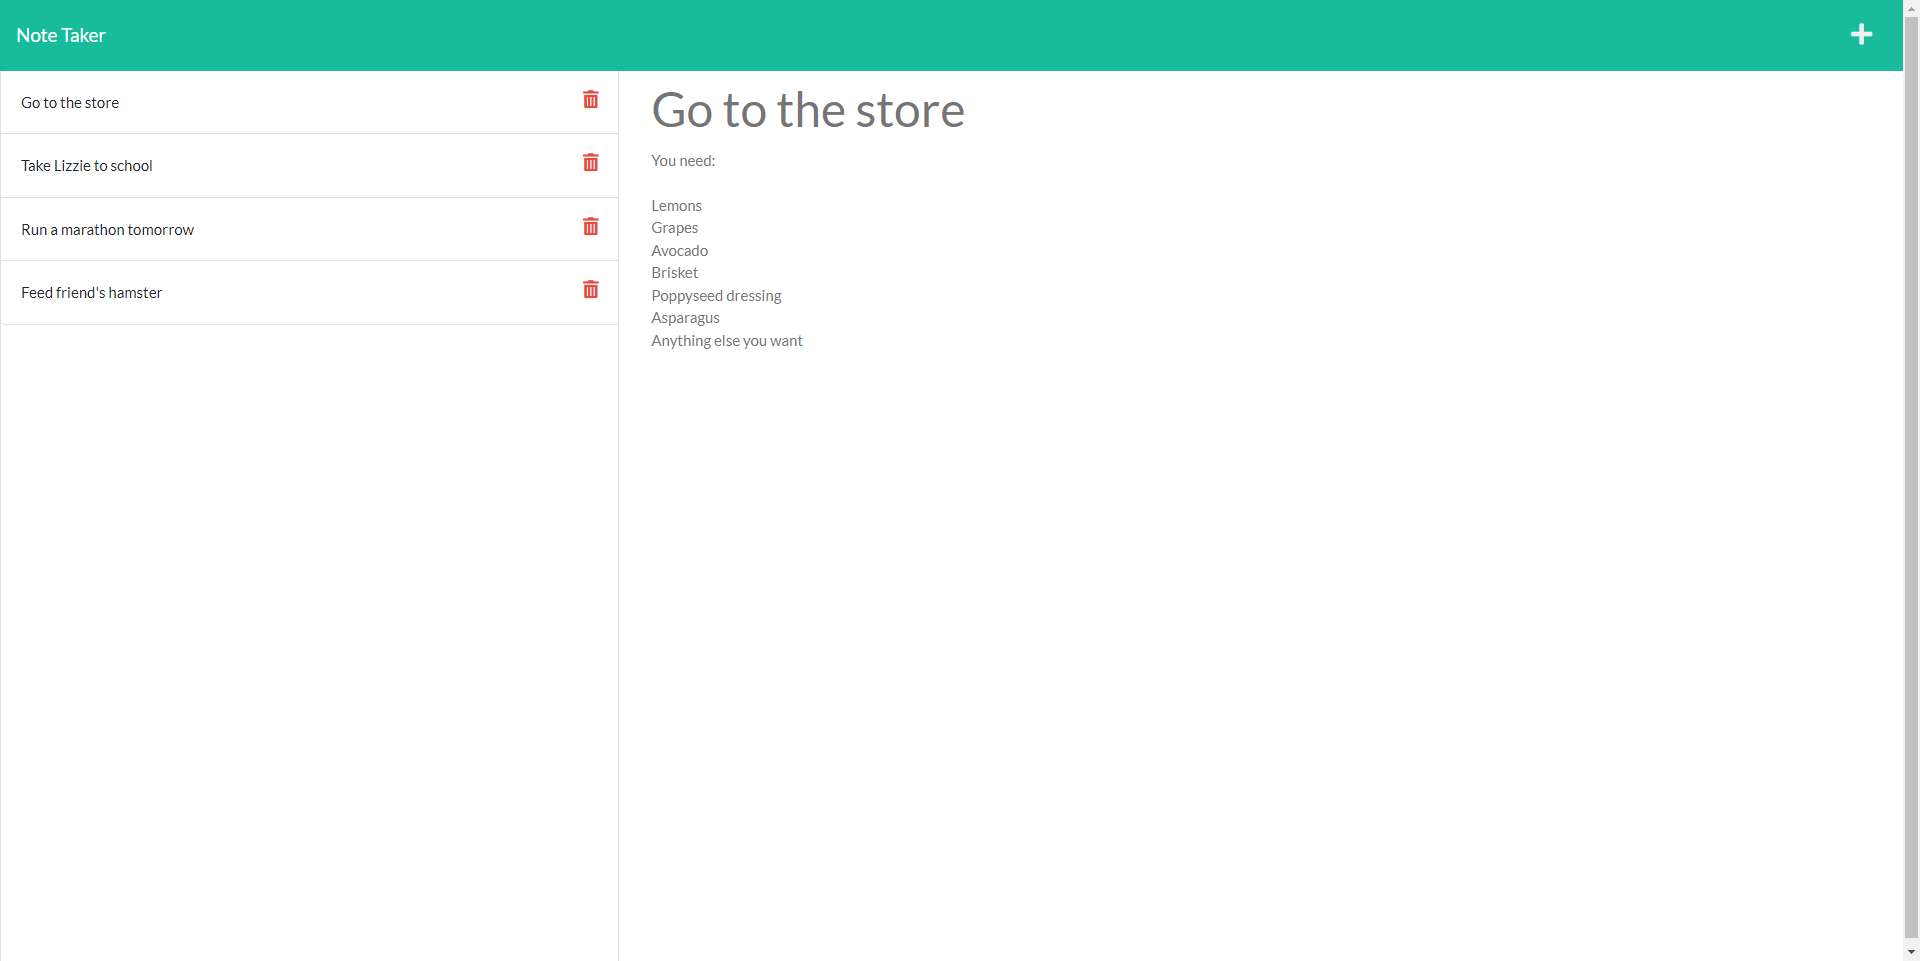 Note Taker
Go to the store
Take Lizzie to school
Run a marathon tomorrow
Feed friend's hamster
Go to the store
You need:
Lemons
Grapes
Avocado
Brisket
Poppyseed dressing
Asparagus
Anything else you want